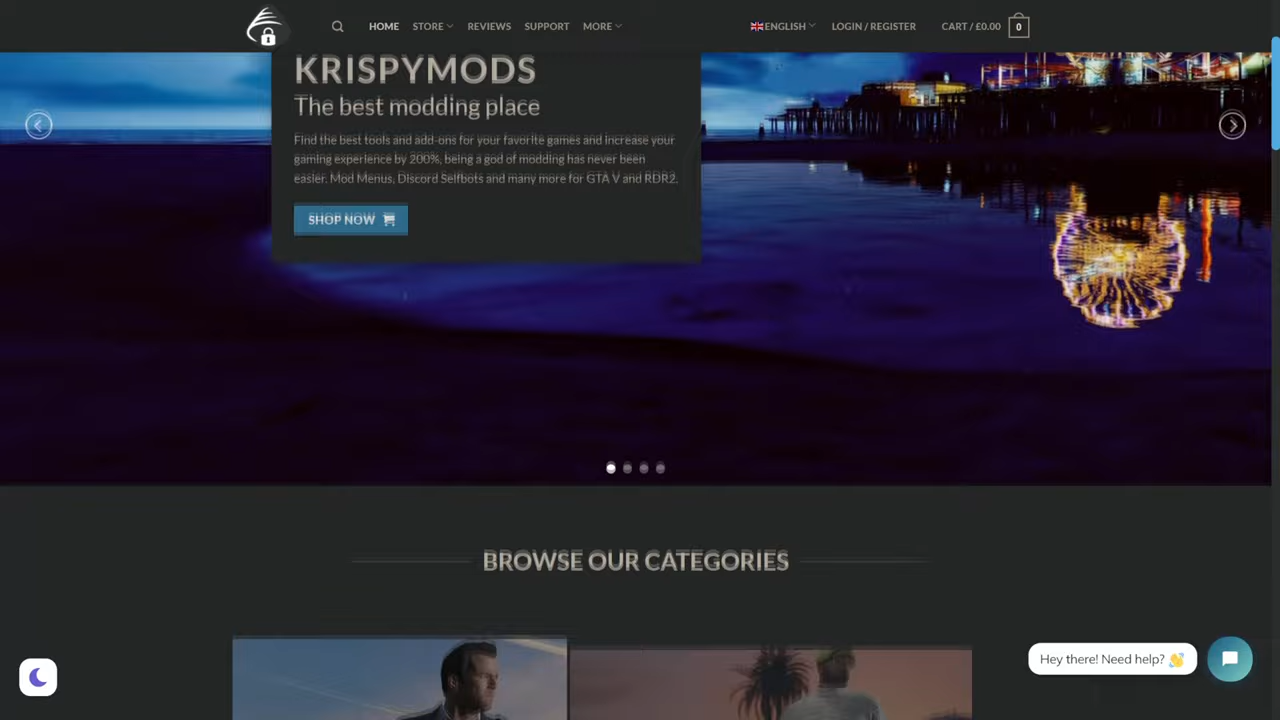 HOME STORE REVIEWS SUPPORT MORE ENGLISH LOGIN / REGISTER CART / £0.00 0
KRISPYMODS
The best modding place
Find the best tools and add-ons for your favorite games and increase your
gaming experience by 200%, being a god of modding has never been
easier. Mod Menus, Discord Selfbots and many more for GTA V and RDR2.
SHOP NOW
BROWSE OUR CATEGORIES
Hey there! Need help? 👋